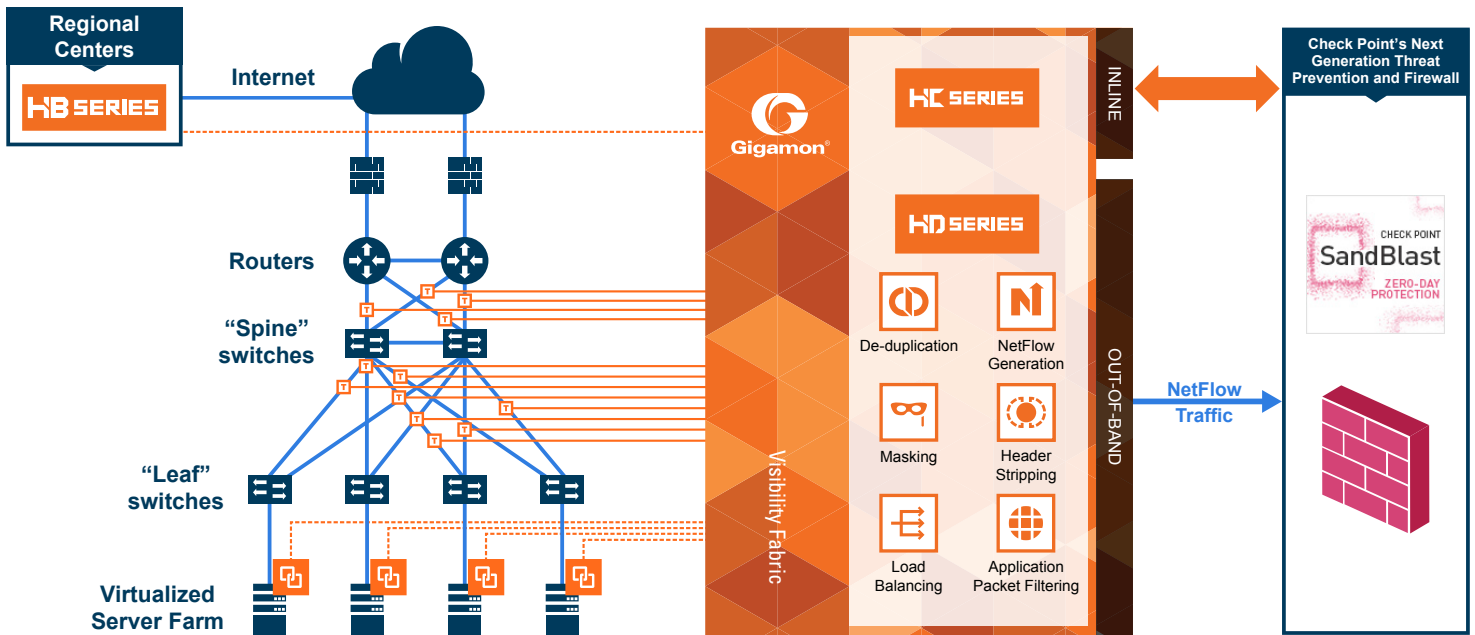 Regional
Centers
HB SERIES
Internet
Routers
“Spine”
switches
“Leaf”
switches
Virtualized
Server Farm
T
T
T
T
T
T
T
T
T
T
T
T
Gigamon®
Visibility Fabric
HC SERIES
HD SERIES
De-duplication
NetFlow
Generation
Masking
Header
Stripping
Load
Balancing
Application
Packet Filtering
INLINE
OUT-OF-BAND
NetFlow
Traffic
Check Point’s Next
Generation Threat
Prevention and Firewall
CHECK POINT
SandBlast
ZERO-DAY
PROTECTION